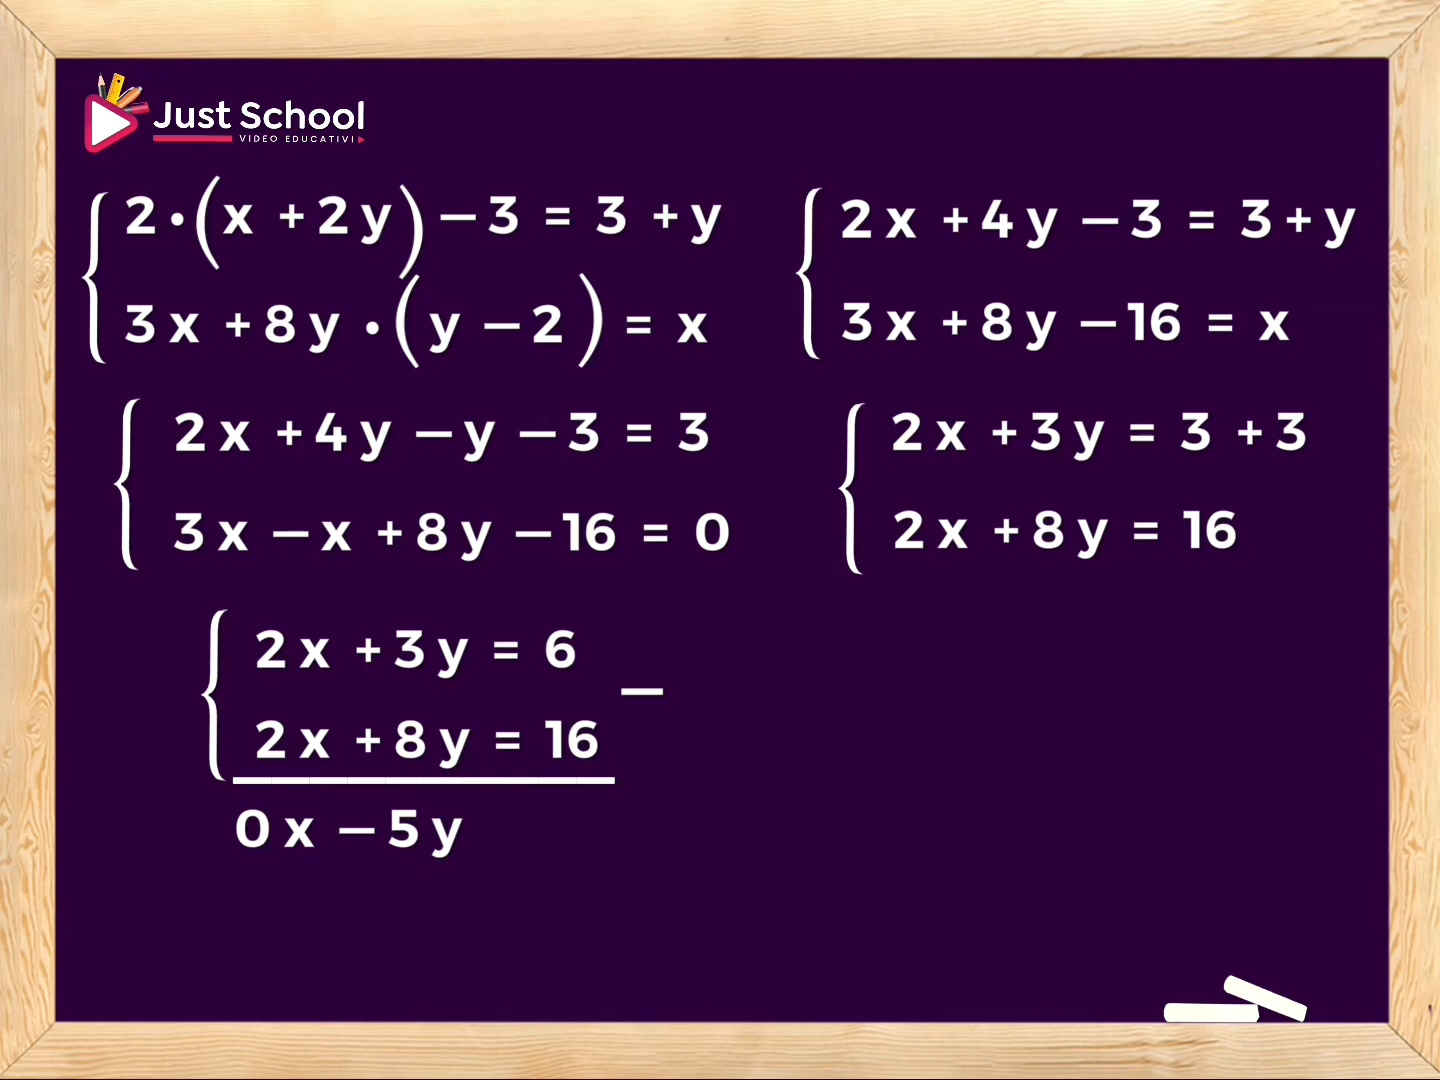 Just School
VIDEO EDUCATIVI
2·(x + 2y) − 3 = 3 + y
3x + 8y·(y − 2) = x
2x + 4y − 3 = 3 + y
3x + 8y − 16 = x
2x + 4y − y − 3 = 3
3x − x + 8y − 16 = 0
2x + 3y = 3 + 3
2x + 8y = 16
2x + 3y = 6
−
2x + 8y = 16
0x − 5y